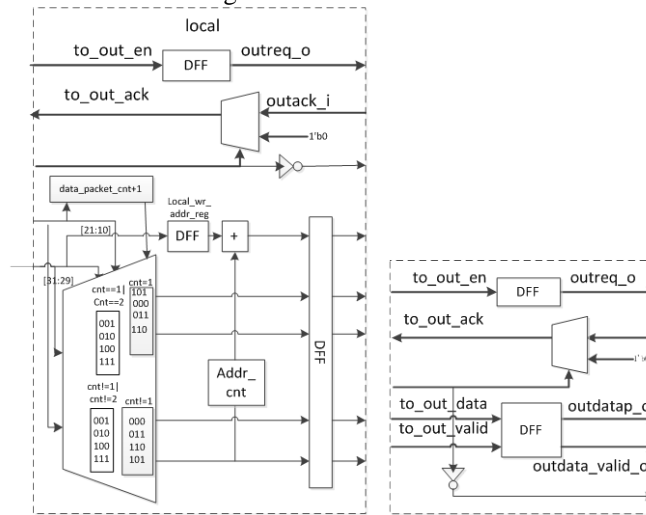 local
to_out_en
DFF
outreq_o
to_out_ack
outack_i
1'b0
data_packet_cnt+1
Local_wr_
addr_reg
[21:10]
DFF
+
[31:29]
cnt==1|
Cnt==2
001
010
100
111
cnt=1
101
000
011
110
DFF
Addr_
cnt
cnt!=1|
cnt!=2
001
010
100
111
cnt!=1
000
011
110
101
to_out_en
DFF
outreq_o
to_out_ack
to_out_data
to_out_valid
DFF
outdatap_o
outdata_valid_o